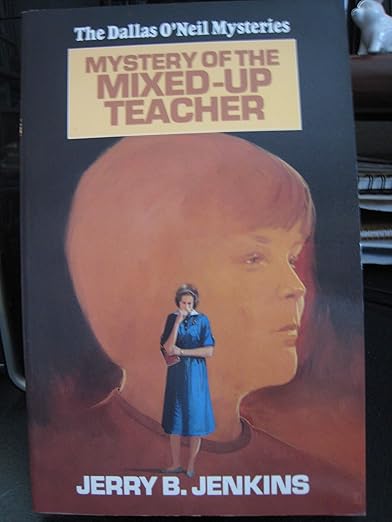 The Dallas O'Neil Mysteries
MYSTERY OF THE
MIXED-UP
TEACHER
JERRY B. JENKINS